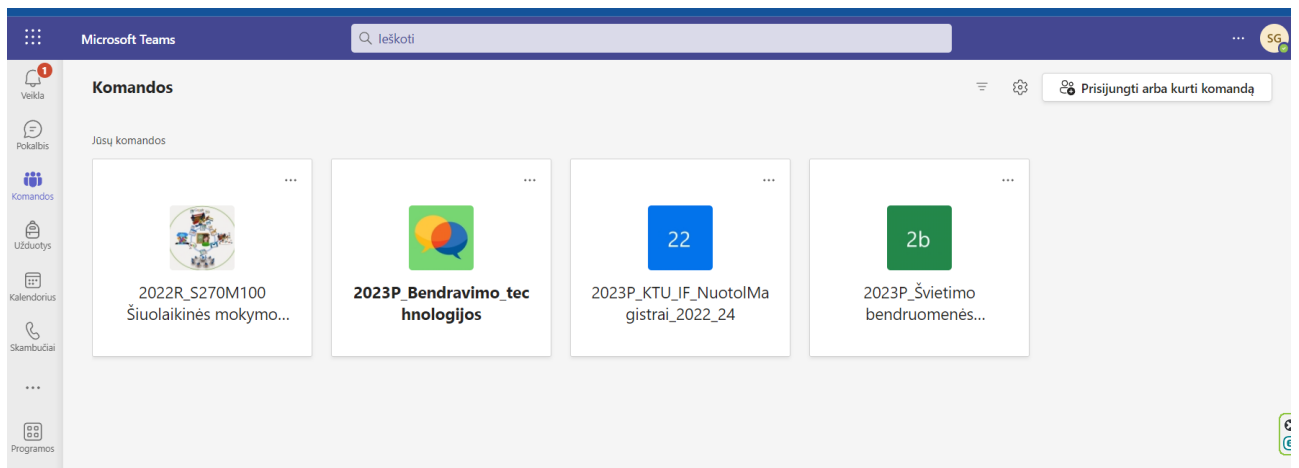 Microsoft Teams
Ieškoti
SG
1
Veikla
Komandos
Prisijungti arba kurti komandą
Pokalbis
Jūsų komandos
Komandos
Užduotys
22
2b
Kalendorius
2022R_S270M100
Šiuolaikinės mokymo...
2023P_Bendravimo_tec
hnologijos
2023P_KTU_IF_NuotolMa
gistrai_2022_24
2023P_Švietimo
bendruomenės...
Skambučiai
Programos